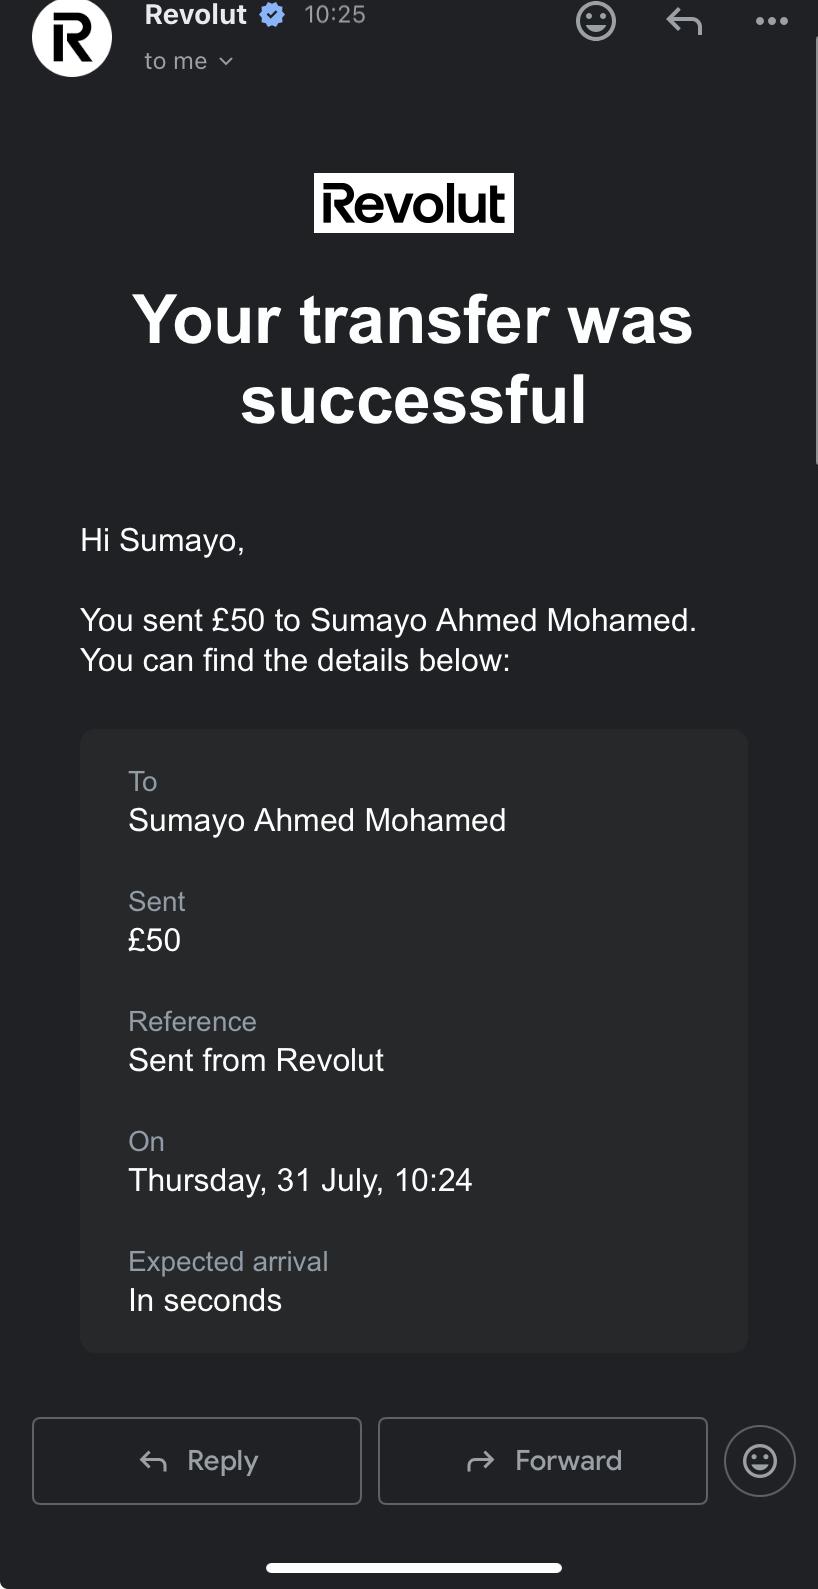 Revolut 10:25
to me
Revolut
Your transfer was
successful
Hi Sumayo,
You sent £50 to Sumayo Ahmed Mohamed.
You can find the details below:
To
Sumayo Ahmed Mohamed
Sent
£50
Reference
Sent from Revolut
On
Thursday, 31 July, 10:24
Expected arrival
In seconds
Reply
Forward